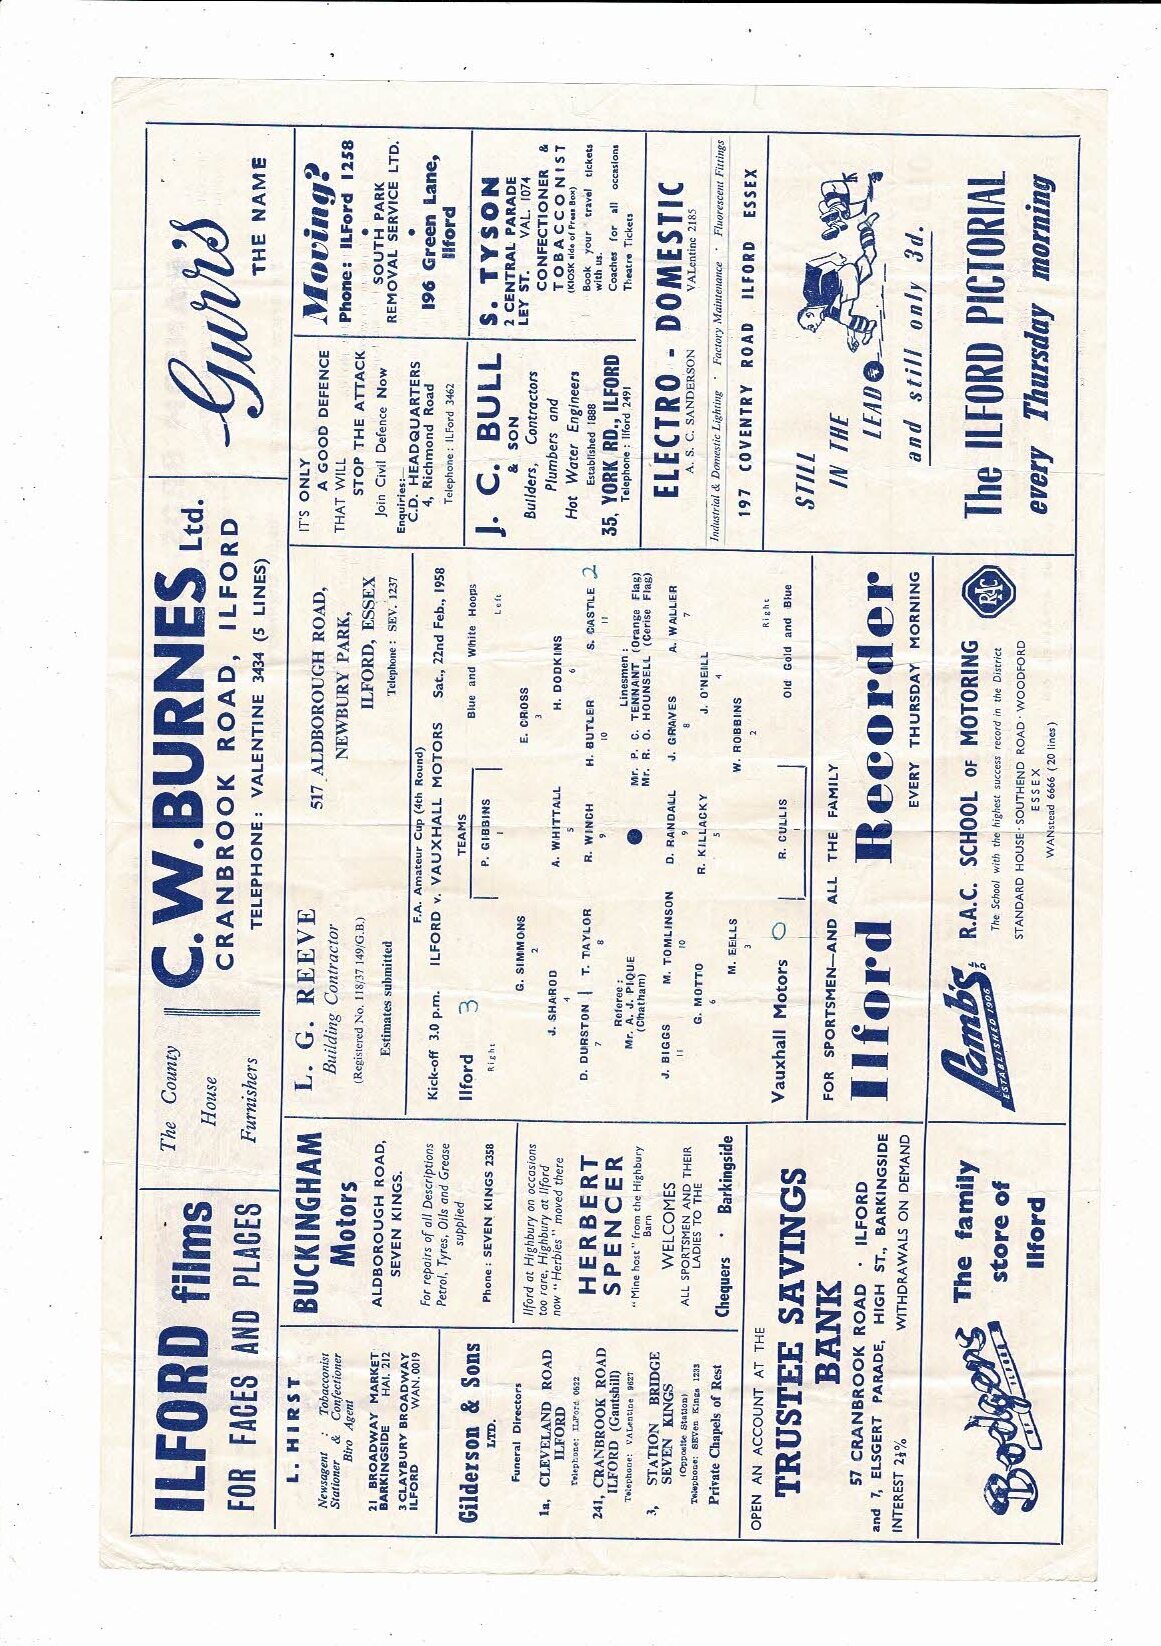 ILFORD films
FOR FACES AND PLACES
The County
House
Furnishers
C.W.BURNES Ltd.
CRANBROOK ROAD, ILFORD
TELEPHONE: VALENTINE 3434 (5 LINES)
Gurr's
THE NAME
L. HIRST
Newsagent : Tobacconist
Stationer & Confectioner
Biro Agent
21 BROADWAY MARKET
BARKINGSIDE HAI. 212
3 CLAYBURY BROADWAY
ILFORD WAN. 0019
BUCKINGHAM
Motors
ALDBOROUGH ROAD,
SEVEN KINGS.
For repairs of all Descriptions
Petrol, Tyres, Oils and Grease
supplied
Phone : SEVEN KINGS 2358
Gilderson & Sons
LTD.
Funeral Directors
1a, CLEVELAND ROAD
ILFORD
Telephone: ILFord 0622
241, CRANBROOK ROAD
ILFORD (Gantshill)
Telephone: VALentine 9627
3, STATION BRIDGE
SEVEN KINGS
(Opposite Station)
Telephone: SEVen Kings 1233
Private Chapels of Rest
Ilford at Highbury on occasions
too rare, Highbury at Ilford
now "Herbies" moved there
HERBERT
SPENCER
"Mine host" from the Highbury
Barn
WELCOMES
ALL SPORTSMEN AND THEIR
LADIES TO THE
Chequers · Barkingside
OPEN AN ACCOUNT AT THE
TRUSTEE SAVINGS
BANK
57 CRANBROOK ROAD · ILFORD
and 7, ELSGERT PARADE, HIGH ST., BARKINGSIDE
INTEREST 2½% WITHDRAWALS ON DEMAND
Bodgers
OF ILFORD
The family
store of
Ilford
L. G. REEVE
Building Contractor
(Registered No. 118/37 149/G.B.)
Estimates submitted
517 ALDBOROUGH ROAD,
NEWBURY PARK,
ILFORD, ESSEX
Telephone : SEV. 1237
F.A. Amateur Cup (4th Round)
Kick-off 3.0 p.m. ILFORD v. VAUXHALL MOTORS Sat., 22nd Feb., 1958
TEAMS
Ilford 3 Blue and White Hoops
Right Left
P. GIBBINS
1
G. SIMMONS E. CROSS
2 3
J. SHAROD A. WHITTALL H. DODKINS
4 5 6
D. DURSTON | T. TAYLOR R. WINCH H. BUTLER S. CASTLE 2
7 8 9 10 11
Referee :
Mr. A. J. PIQUE
(Chatham)
Linesmen :
Mr. P. C. TENNANT (Orange Flag)
Mr. R. O. HOUNSELL (Cerise Flag)
J. BIGGS M. TOMLINSON D. RANDALL J. GRAVES A. WALLER
11 10 9 8 7
G. MOTTO R. KILLACKY J. O'NEILL
6 5 4
M. EELLS W. ROBBINS
3 2
R. CULLIS
1
Right
Vauxhall Motors 0 Old Gold and Blue
FOR SPORTSMEN—AND ALL THE FAMILY
Ilford Recorder
EVERY THURSDAY MORNING
Lamb's LTD
ESTABLISHED 1906
R.A.C. SCHOOL OF MOTORING
The School with the highest success record in the District
STANDARD HOUSE · SOUTHEND ROAD · WOODFORD
ESSEX
WANstead 6666 (20 lines)
RAC
IT'S ONLY
A GOOD DEFENCE
THAT WILL
STOP THE ATTACK
Join Civil Defence Now
Enquiries:—
C.D. HEADQUARTERS
4, Richmond Road
Telephone : ILFord 3462
Moving?
Phone: ILFord 1258
SOUTH PARK
REMOVAL SERVICE LTD.
196 Green Lane,
Ilford
J. C. BULL
& SON
Builders, Contractors
Plumbers and
Hot Water Engineers
Established 1888
35, YORK RD., ILFORD
Telephone : Ilford 2491
S. TYSON
2 CENTRAL PARADE
LEY ST. VAL. 1074
CONFECTIONER &
TOBACCONIST
(KIOSK side of Press Box)
Book your travel tickets
with us.
Coaches for all occasions
Theatre Tickets
ELECTRO - DOMESTIC
A. S. C. SANDERSON VALentine 2185
Industrial & Domestic Lighting · Factory Maintenance · Fluorescent Fittings
197 COVENTRY ROAD ILFORD ESSEX
STILL
IN THE
LEAD
and still only 3d.
The ILFORD PICTORIAL
every Thursday morning